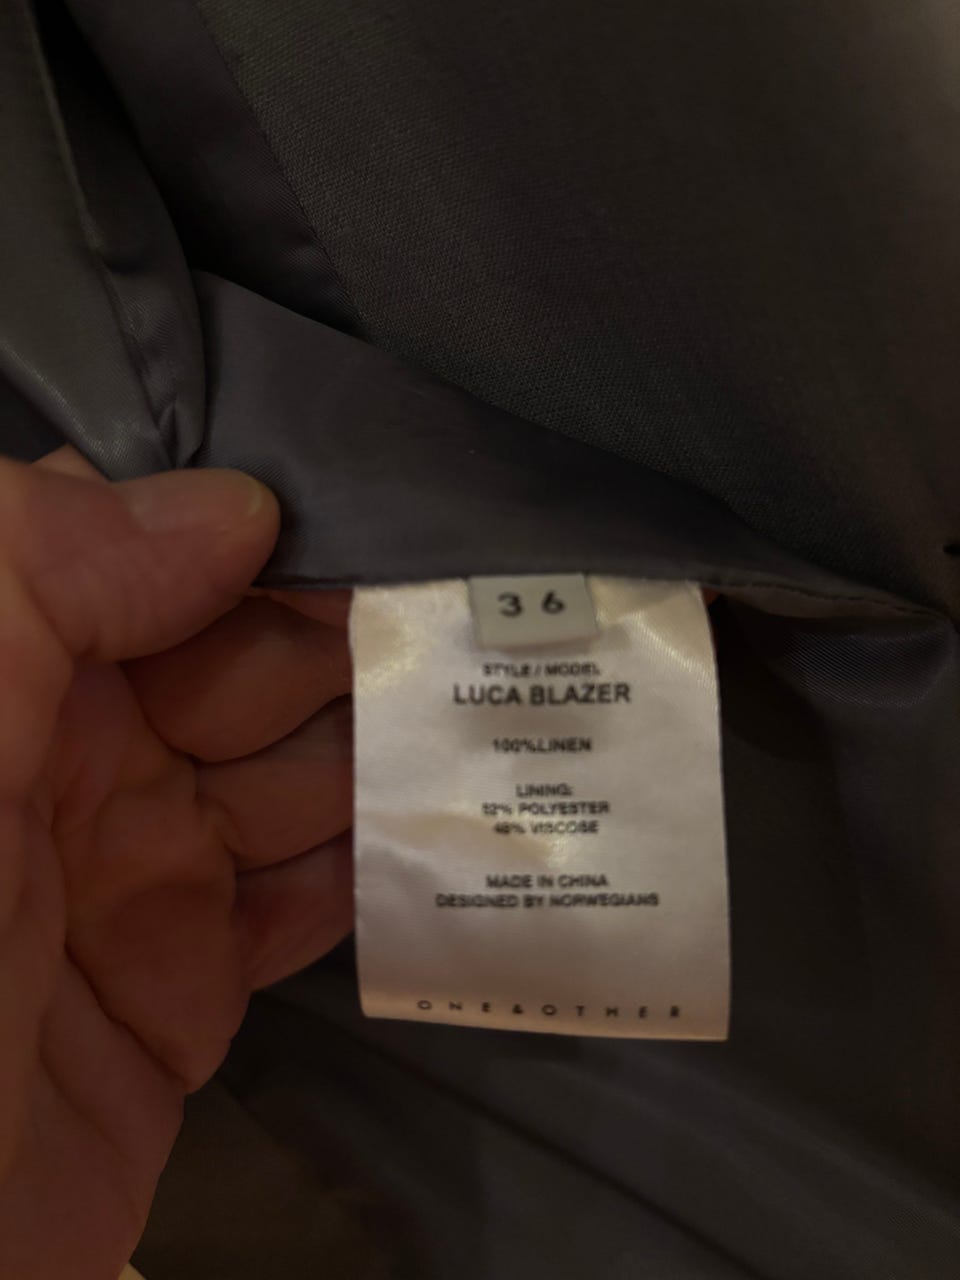 36
STYLE / MODEL
LUCA BLAZER
100%LINEN
LINING:
52% POLYESTER
48% VISCOSE
MADE IN CHINA
DESIGNED BY NORWEGIANS
ONE & OTHER